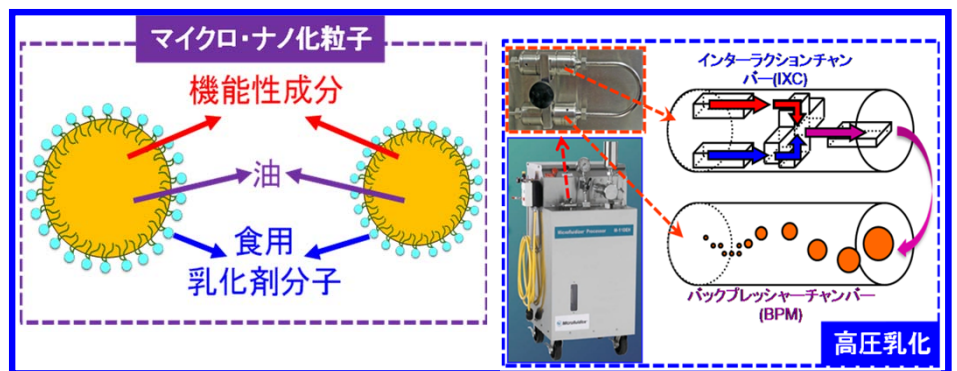 マイクロ・ナノ化粒子
機能性成分
油
食用
乳化剤分子
インターラクションチャン
バー(IXC)
バックプレッシャーチャンバー
(BPM)
高圧乳化